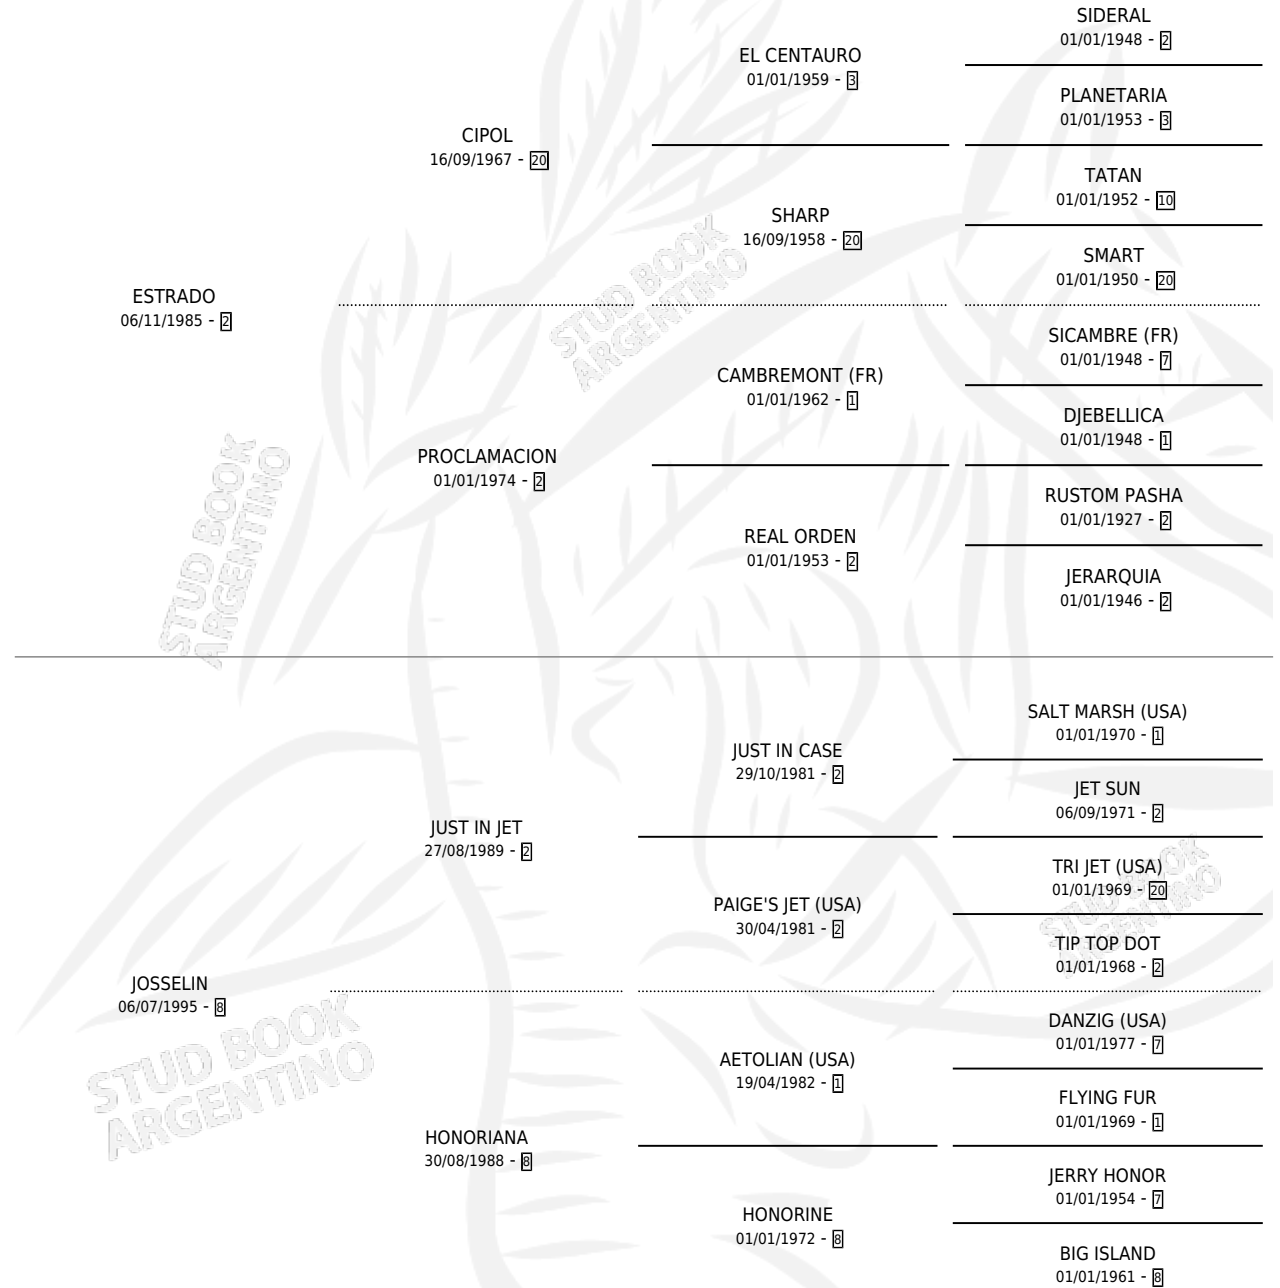 SIDERAL
01/01/1948 - 2
EL CENTAURO
01/01/1959 - 3
PLANETARIA
01/01/1953 - 3
CIPOL
16/09/1967 - 20
TATAN
01/01/1952 - 10
SHARP
16/09/1958 - 20
SMART
01/01/1950 - 20
ESTRADO
06/11/1985 - 2
SICAMBRE (FR)
01/01/1948 - 7
CAMBREMONT (FR)
01/01/1962 - 1
DJEBELLICA
01/01/1948 - 1
PROCLAMACION
01/01/1974 - 2
RUSTOM PASHA
01/01/1927 - 2
REAL ORDEN
01/01/1953 - 2
JERARQUIA
01/01/1946 - 2
STUD BOOK
ARGENTINO
STUD BOOK
ARGENTINO
SALT MARSH (USA)
01/01/1970 - 1
JUST IN CASE
29/10/1981 - 2
JET SUN
06/09/1971 - 2
JUST IN JET
27/08/1989 - 2
TRI JET (USA)
01/01/1969 - 20
PAIGE'S JET (USA)
30/04/1981 - 2
TIP TOP DOT
01/01/1968 - 2
JOSSELIN
06/07/1995 - 8
DANZIG (USA)
01/01/1977 - 7
AETOLIAN (USA)
19/04/1982 - 1
FLYING FUR
01/01/1969 - 1
HONORIANA
30/08/1988 - 8
JERRY HONOR
01/01/1954 - 7
HONORINE
01/01/1972 - 8
BIG ISLAND
01/01/1961 - 8
STUD BOOK
ARGENTINO
STUD BOOK
ARGENTINO